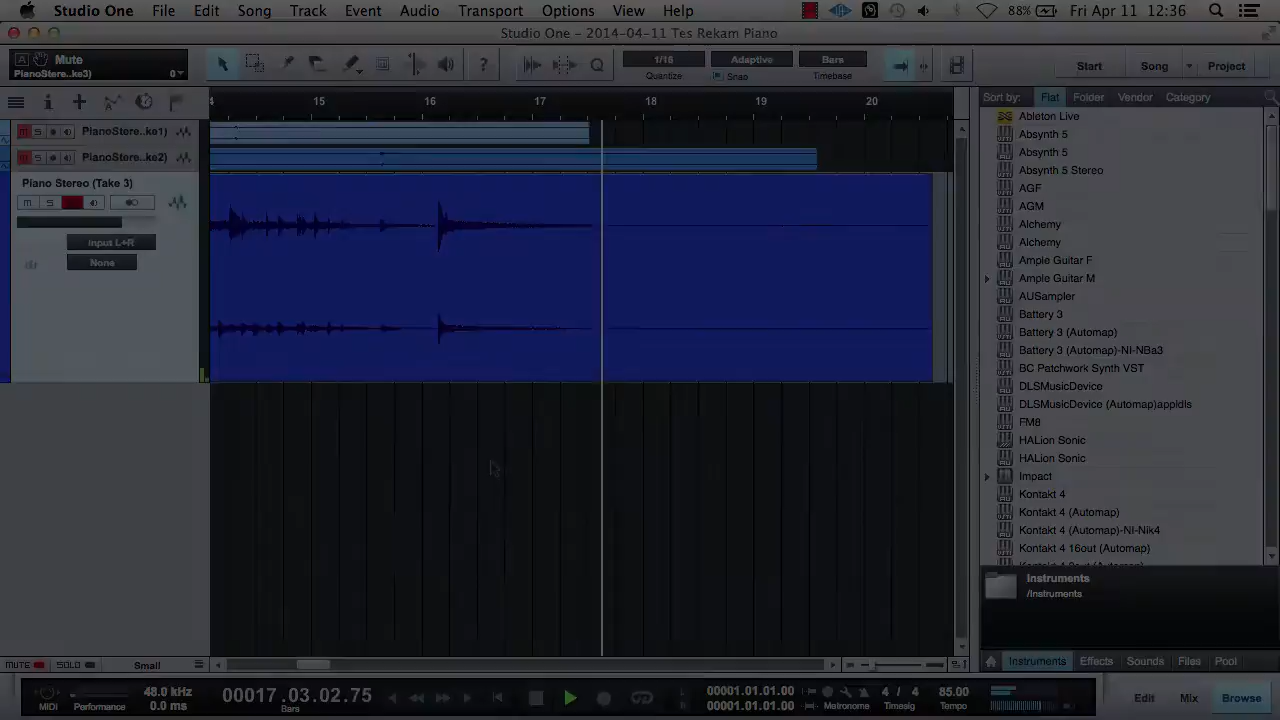 Studio One File Edit Song Track Event Audio Transport Options View Help 88% Fri Apr 11 12:36
Studio One - 2014-04-11 Tes Rekam Piano
A Mute
PianoStere..ke3) 0
1/16 Adaptive Bars
Quantize Snap Timebase
Start Song Project
4 15 16 17 18 19 20
Sort by: Flat Folder Vendor Category
M S PianoStere..ke1)
M S PianoStere..ke2)
Piano Stereo (Take 3)
M S
Input L+R
None
Ableton Live
Absynth 5
Absynth 5
Absynth 5 Stereo
AGF
AGM
Alchemy
Alchemy
Ample Guitar F
Ample Guitar M
AUSampler
Battery 3
Battery 3 (Automap)
Battery 3 (Automap)-NI-NBa3
BC Patchwork Synth VST
DLSMusicDevice
DLSMusicDevice (Automap)appldls
FM8
HALion Sonic
HALion Sonic
Impact
Kontakt 4
Kontakt 4 (Automap)
Kontakt 4 (Automap)-NI-Nik4
Kontakt 4 16out (Automap)
Instruments
/Instruments
MUTE SOLO Small
Instruments Effects Sounds Files Pool
MIDI Performance
48.0 kHz
0.0 ms
00017.03.02.75
Bars
00001.01.01.00
00001.01.01.00
Metronome
4 / 4
Timesig
85.00
Tempo
Edit Mix Browse